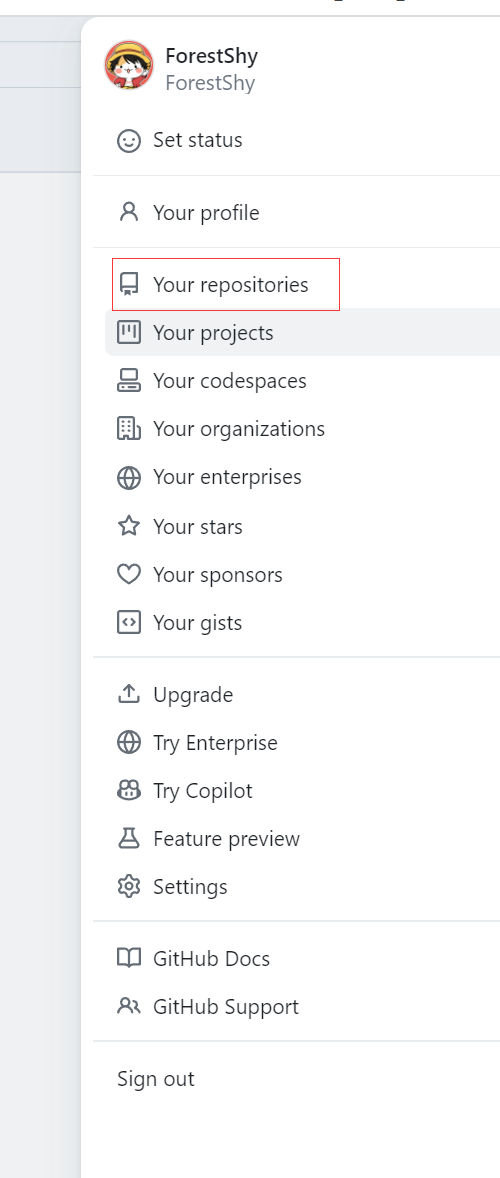 ForestShy
ForestShy
Set status
Your profile
Your repositories
Your projects
Your codespaces
Your organizations
Your enterprises
Your stars
Your sponsors
Your gists
Upgrade
Try Enterprise
Try Copilot
Feature preview
Settings
GitHub Docs
GitHub Support
Sign out